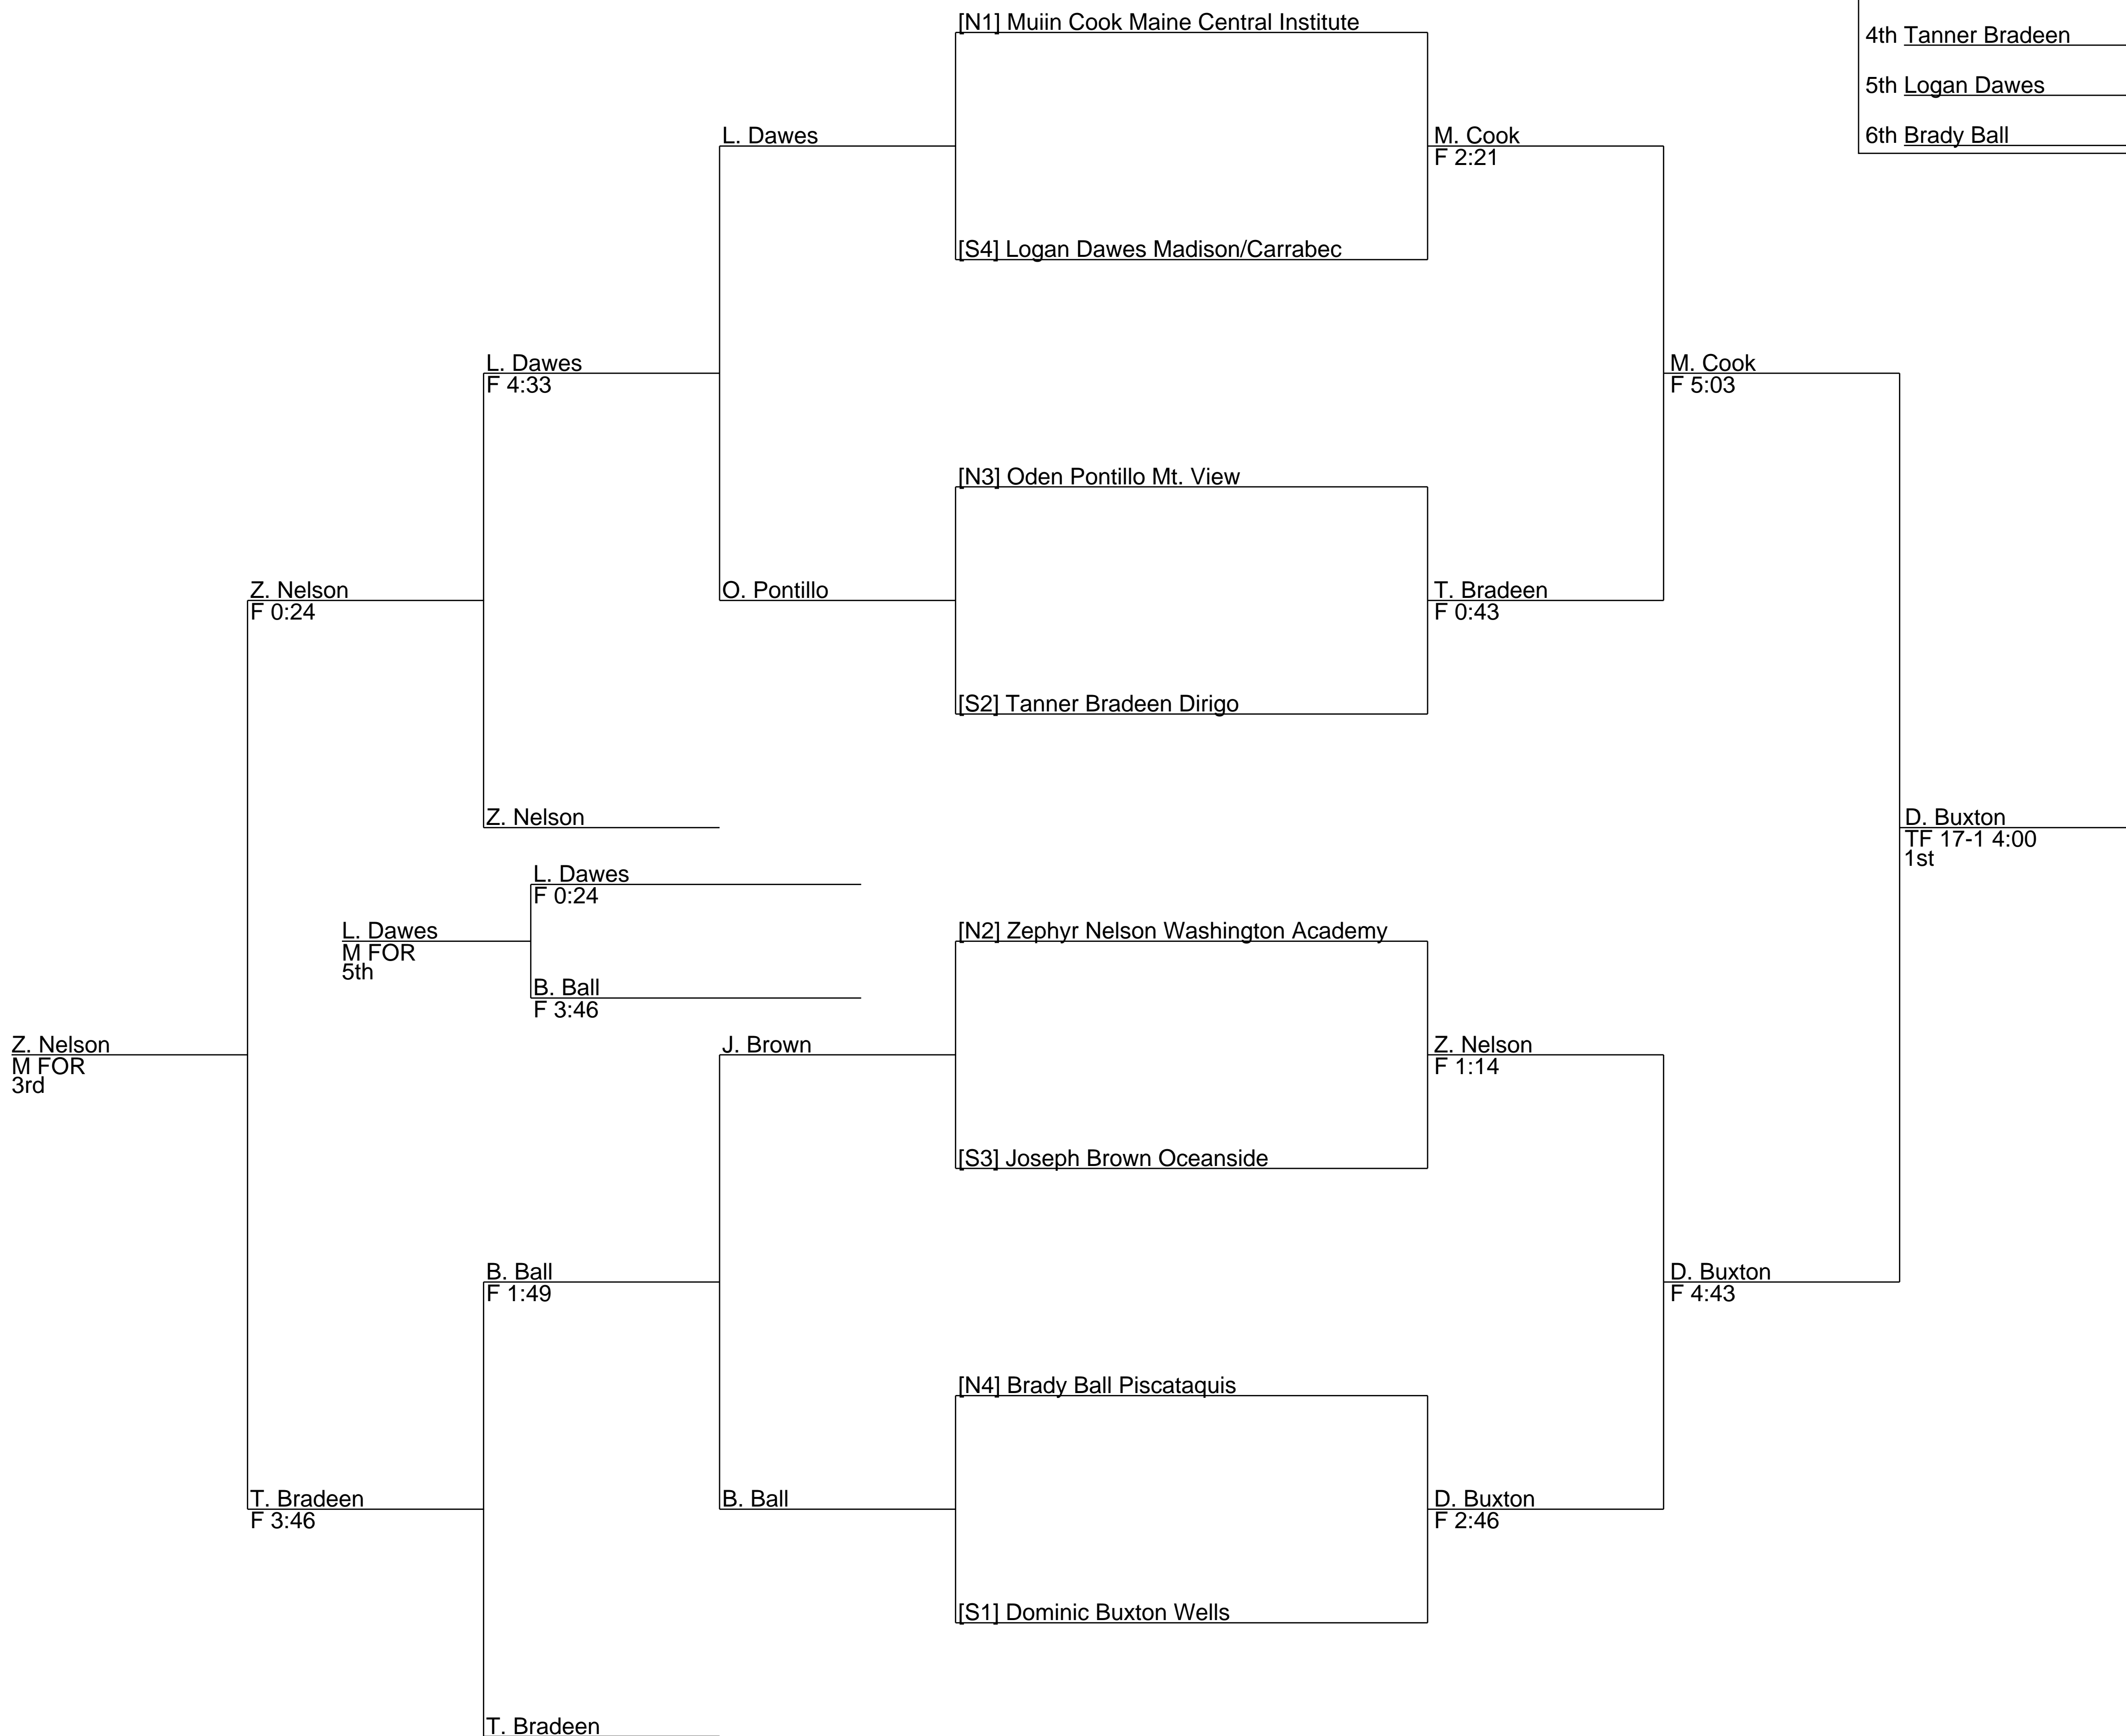 [N1] Muiin Cook Maine Central Institute
4th Tanner Bradeen
5th Logan Dawes
6th Brady Ball
L. Dawes
M. Cook
F 2:21
[S4] Logan Dawes Madison/Carrabec
L. Dawes
F 4:33
M. Cook
F 5:03
[N3] Oden Pontillo Mt. View
Z. Nelson
F 0:24
O. Pontillo
T. Bradeen
F 0:43
[S2] Tanner Bradeen Dirigo
Z. Nelson
D. Buxton
TF 17-1 4:00
1st
L. Dawes
F 0:24
L. Dawes
M FOR
5th
[N2] Zephyr Nelson Washington Academy
B. Ball
F 3:46
Z. Nelson
M FOR
3rd
J. Brown
Z. Nelson
F 1:14
[S3] Joseph Brown Oceanside
B. Ball
F 1:49
D. Buxton
F 4:43
[N4] Brady Ball Piscataquis
T. Bradeen
F 3:46
B. Ball
D. Buxton
F 2:46
[S1] Dominic Buxton Wells
T. Bradeen